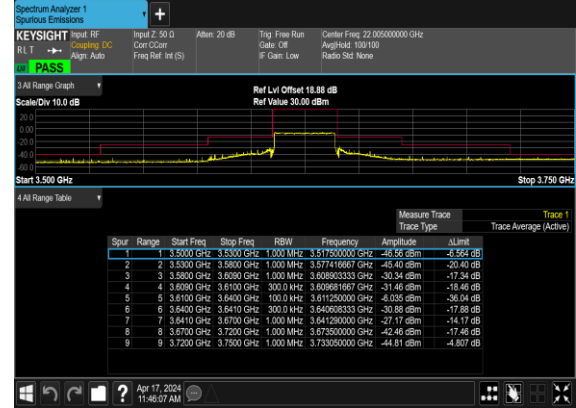 Spectrum Analyzer 1
Spurious Emissions
KEYSIGHT Input: RF Input Z: 50 Ω Atten: 20 dB Trig: Free Run Center Freq: 22.005000000 GHz
R L T Coupling: DC Corr CCorr Gate: Off Avg|Hold: 100/100
Align: Auto Freq Ref: Int (S) IF Gain: Low Radio Std: None
PASS
3 All Range Graph
Ref Lvl Offset 18.88 dB
Scale/Div 10.0 dB Ref Value 30.00 dBm
20.0
0.00
-20.0
-40.0
-60.0
Start 3.500 GHz Stop 3.750 GHz
4 All Range Table
Measure Trace Trace 1
Trace Type Trace Average (Active)
Spur Range Start Freq Stop Freq RBW Frequency Amplitude ΔLimit
1 1 3.5000 GHz 3.5300 GHz 1.000 MHz 3.517500000 GHz -46.56 dBm -6.564 dB
2 2 3.5300 GHz 3.5800 GHz 1.000 MHz 3.577416667 GHz -45.40 dBm -20.40 dB
3 3 3.5800 GHz 3.6090 GHz 1.000 MHz 3.608903333 GHz -30.34 dBm -17.34 dB
4 4 3.6090 GHz 3.6100 GHz 300.0 kHz 3.609681667 GHz -31.46 dBm -18.46 dB
5 5 3.6100 GHz 3.6400 GHz 100.0 kHz 3.611250000 GHz -6.035 dBm -36.04 dB
6 6 3.6400 GHz 3.6410 GHz 300.0 kHz 3.640608333 GHz -30.88 dBm -17.88 dB
7 7 3.6410 GHz 3.6700 GHz 1.000 MHz 3.641290000 GHz -27.17 dBm -14.17 dB
8 8 3.6700 GHz 3.7200 GHz 1.000 MHz 3.673500000 GHz -42.46 dBm -17.46 dB
9 9 3.7200 GHz 3.7500 GHz 1.000 MHz 3.733050000 GHz -44.81 dBm -4.807 dB
? Apr 17, 2024
11:46:07 AM